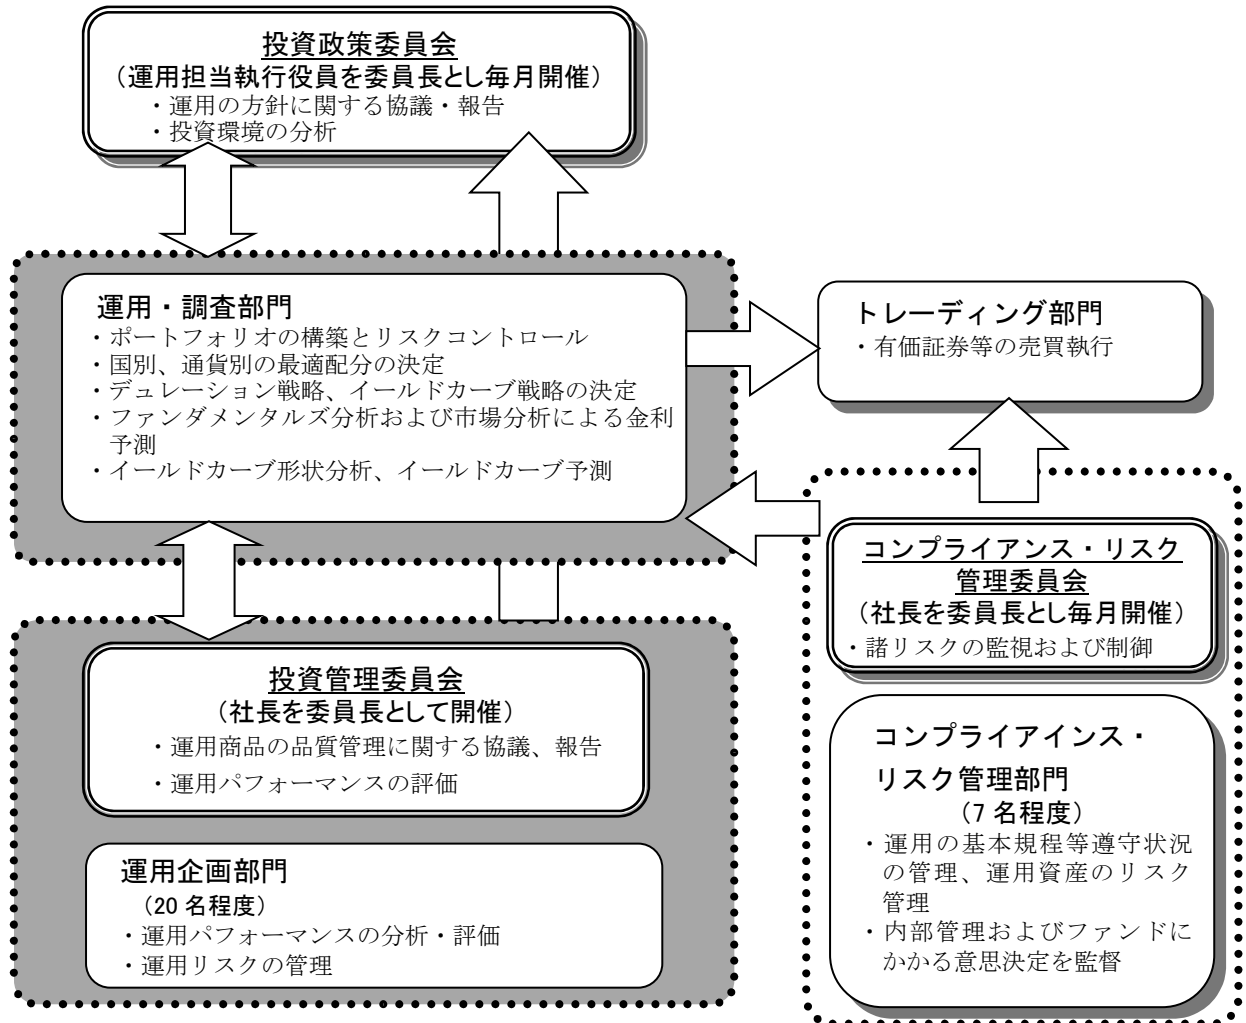 投資政策委員会
（運用担当執行役員を委員長とし毎月開催）
・運用の方針に関する協議・報告
・投資環境の分析
運用・調査部門
・ポートフォリオの構築とリスクコントロール
・国別、通貨別の最適配分の決定
・デュレーション戦略、イールドカーブ戦略の決定
・ファンダメンタルズ分析および市場分析による金利
予測
・イールドカーブ形状分析、イールドカーブ予測
トレーディング部門
・有価証券等の売買執行
投資管理委員会
（社長を委員長として開催）
・運用商品の品質管理に関する協議、報告
・運用パフォーマンスの評価
運用企画部門
（20 名程度）
・運用パフォーマンスの分析・評価
・運用リスクの管理
コンプライアンス・リスク
管理委員会
（社長を委員長とし毎月開催）
・諸リスクの監視および制御
コンプライアインス・
リスク管理部門
（7 名程度）
・運用の基本規程等遵守状況
の管理、運用資産のリスク
管理
・内部管理およびファンドに
かかる意思決定を監督